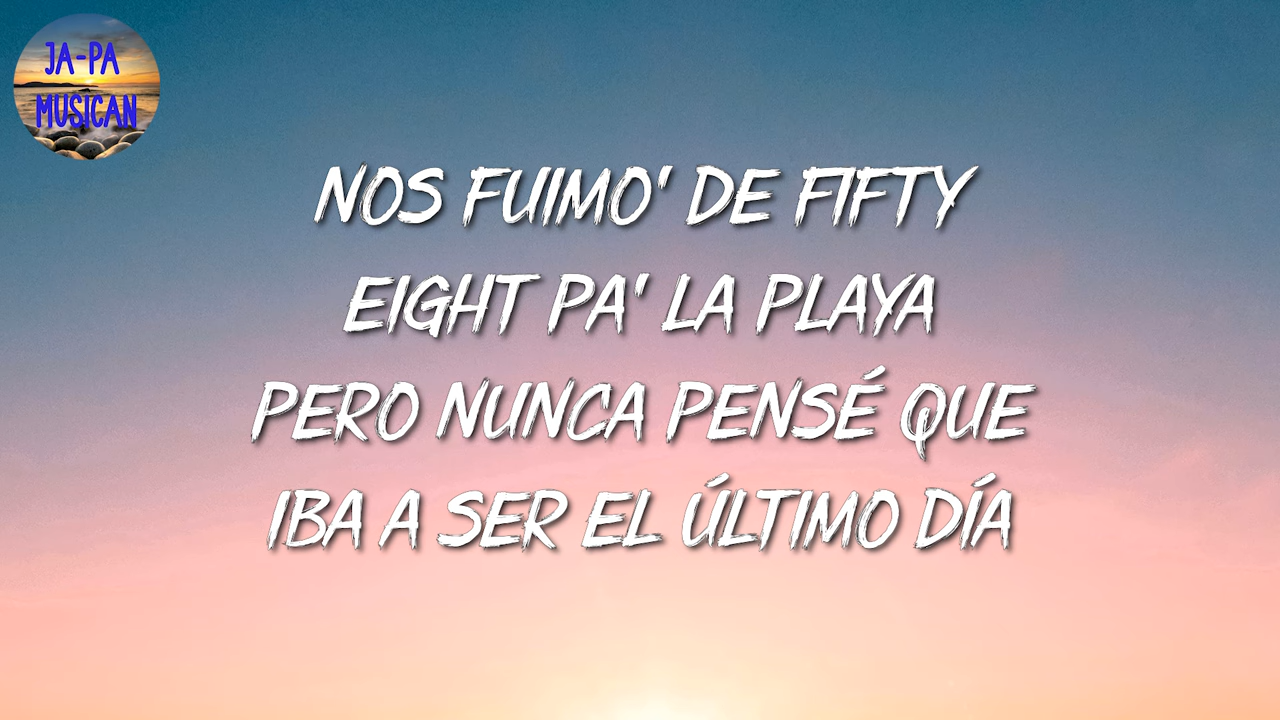 JA-PA
MUSICAN
NOS FUIMO' DE FIFTY
EIGHT PA' LA PLAYA
PERO NUNCA PENSÉ QUE
IBA A SER EL ÚLTIMO DÍA